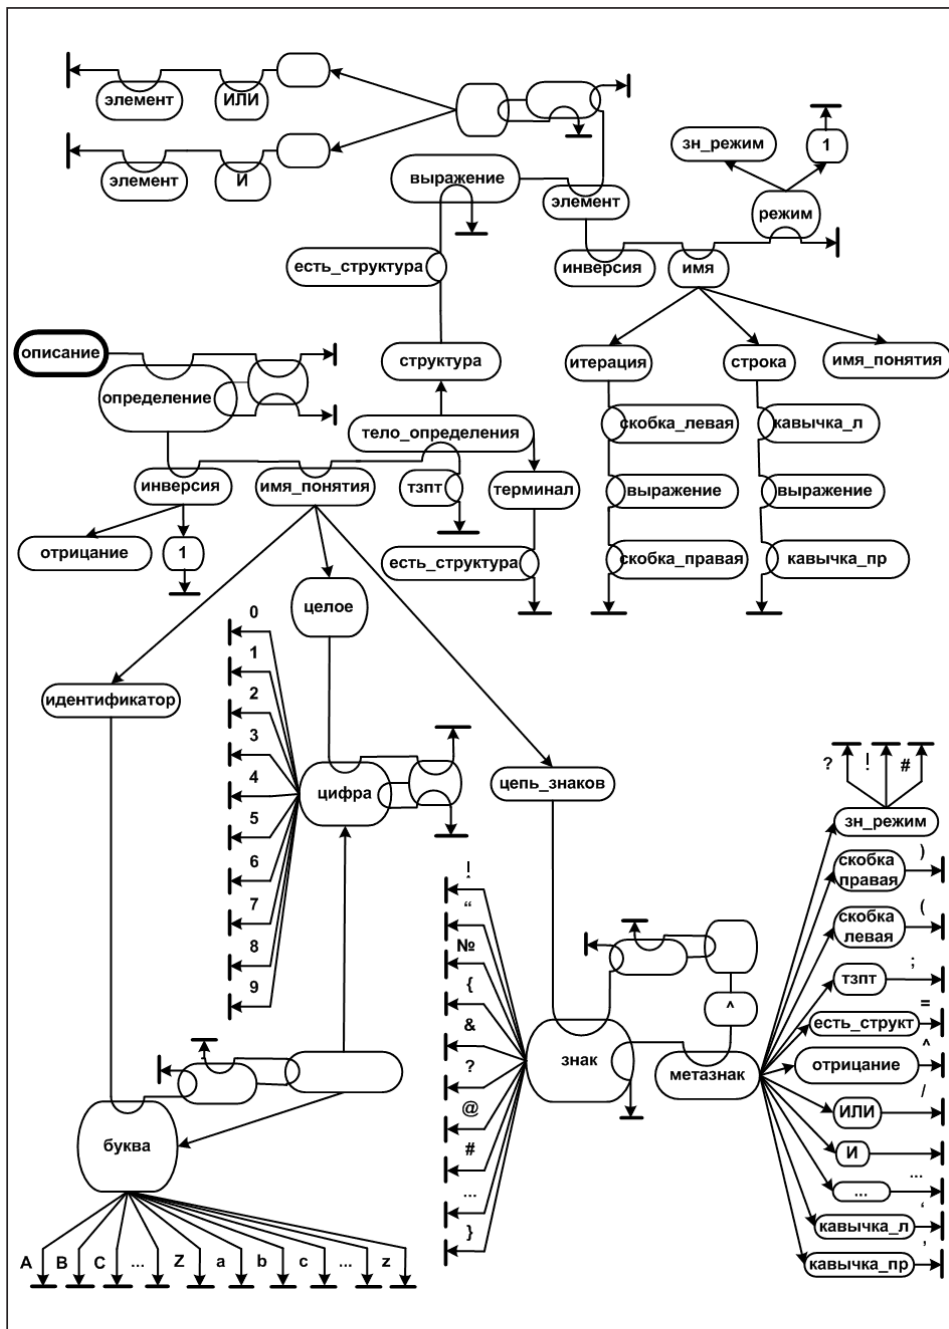 элемент
ИЛИ
элемент
И
выражение
элемент
зн_режим
1
режим
есть_структура
инверсия
имя
описание
определение
структура
итерация
строка
имя_понятия
тело_определения
скобка_левая
кавычка_л
инверсия
имя_понятия
тзпт
терминал
выражение
выражение
отрицание
1
есть_структура
скобка_правая
кавычка_пр
целое
0
1
2
3
4
5
6
7
8
9
идентификатор
цифра
цепь_знаков
?
!
#
зн_режим
скобка
правая
)
скобка
левая
(
тзпт
;
есть_структ
=
отрицание
^
ИЛИ
/
И
...
...
кавычка_л
‘
кавычка_пр
’
!
“
№
{
&
?
@
#
...
}
знак
^
метазнак
буква
A
B
C
...
Z
a
b
c
...
z